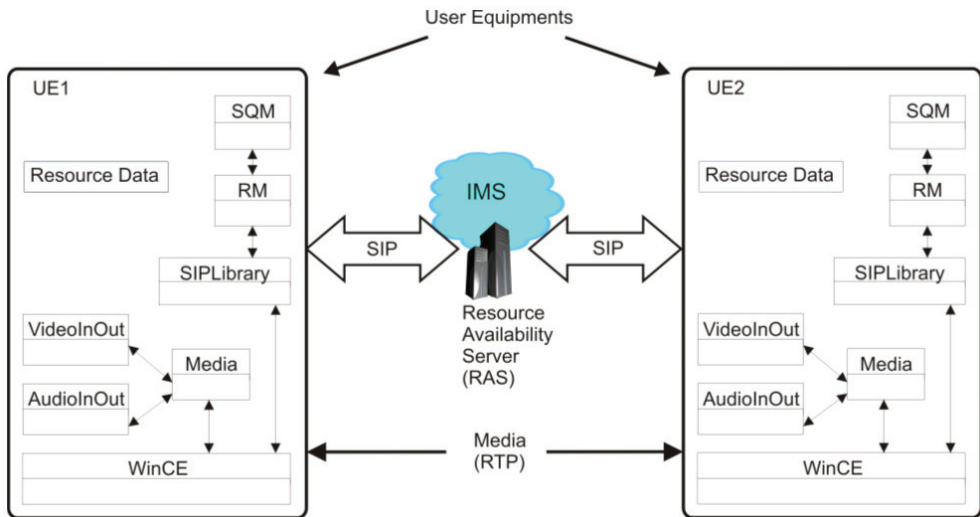 User Equipments
UE1
SQM
Resource Data
RM
SIPLibrary
VideoInOut
Media
AudioInOut
WinCE
SIP
IMS
SIP
Resource
Availability
Server
(RAS)
Media
(RTP)
UE2
SQM
Resource Data
RM
SIPLibrary
VideoInOut
Media
AudioInOut
WinCE